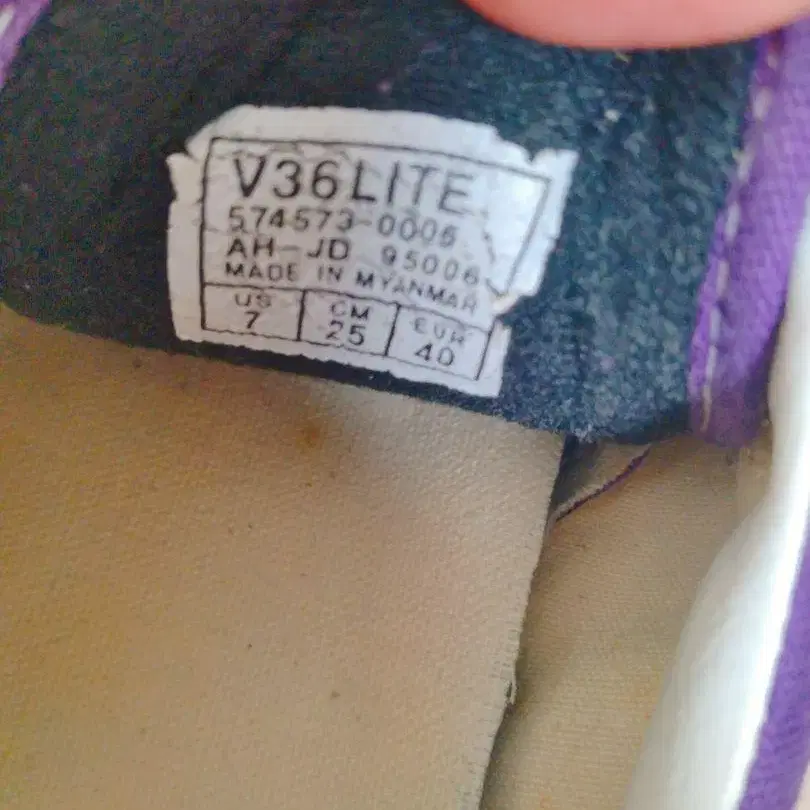 V36LITE
574573-0006
AH-JD 95006
MADE IN MYANMAR
US CM EUR
7 25 40